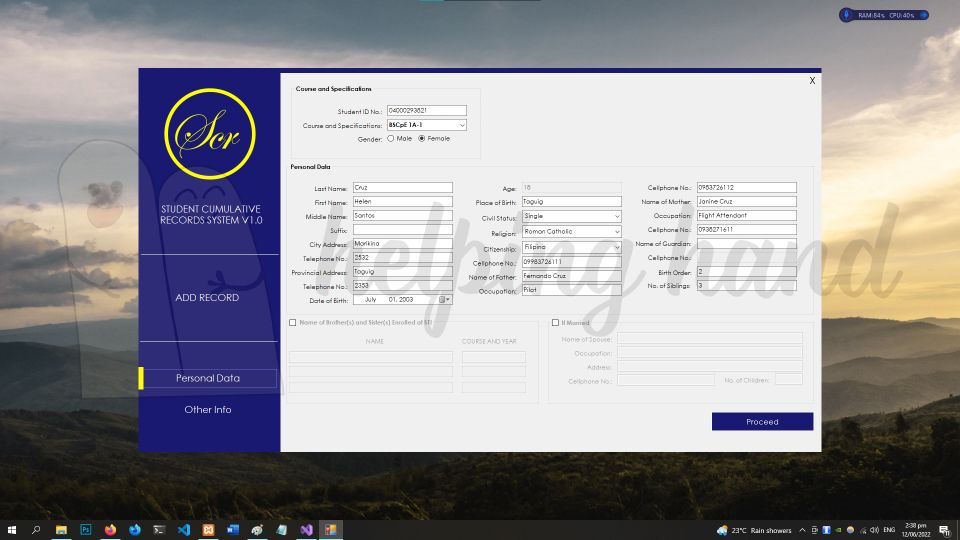 RAM:84% CPU:40%
X
Scr
STUDENT CUMULATIVE
RECORDS SYSTEM V1.0
ADD RECORD
Personal Data
Other Info
Course and Specifications
Student ID No.: 04000293821
Course and Specifications: BSCpE 1A-1
Gender: Male Female
Personal Data
Last Name: Cruz
First Name: Helen
Middle Name: Santos
Suffix:
City Address: Marikina
Telephone No.: 2532
Provincial Address: Taguig
Telephone No.: 2353
Date of Birth: July 01, 2003
Age: 18
Place of Birth: Taguig
Civil Status: Single
Religion: Roman Catholic
Citizenship: Filipino
Cellphone No.: 09983726111
Name of Father: Fernando Cruz
Occupation: Pilot
Cellphone No.: 0983726112
Name of Mother: Janine Cruz
Occupation: Flight Attendant
Cellphone No.: 0938271611
Name of Guardian:
Cellphone No.:
Birth Order: 2
No. of Siblings: 3
helping hand
Name of Brother(s) and Sister(s) Enrolled at STI
NAME COURSE AND YEAR
If Married
Name of Spouse:
Occupation:
Address:
Cellphone No.: No. of Children:
Proceed
23°C Rain showers ENG 2:38 pm
12/06/2022